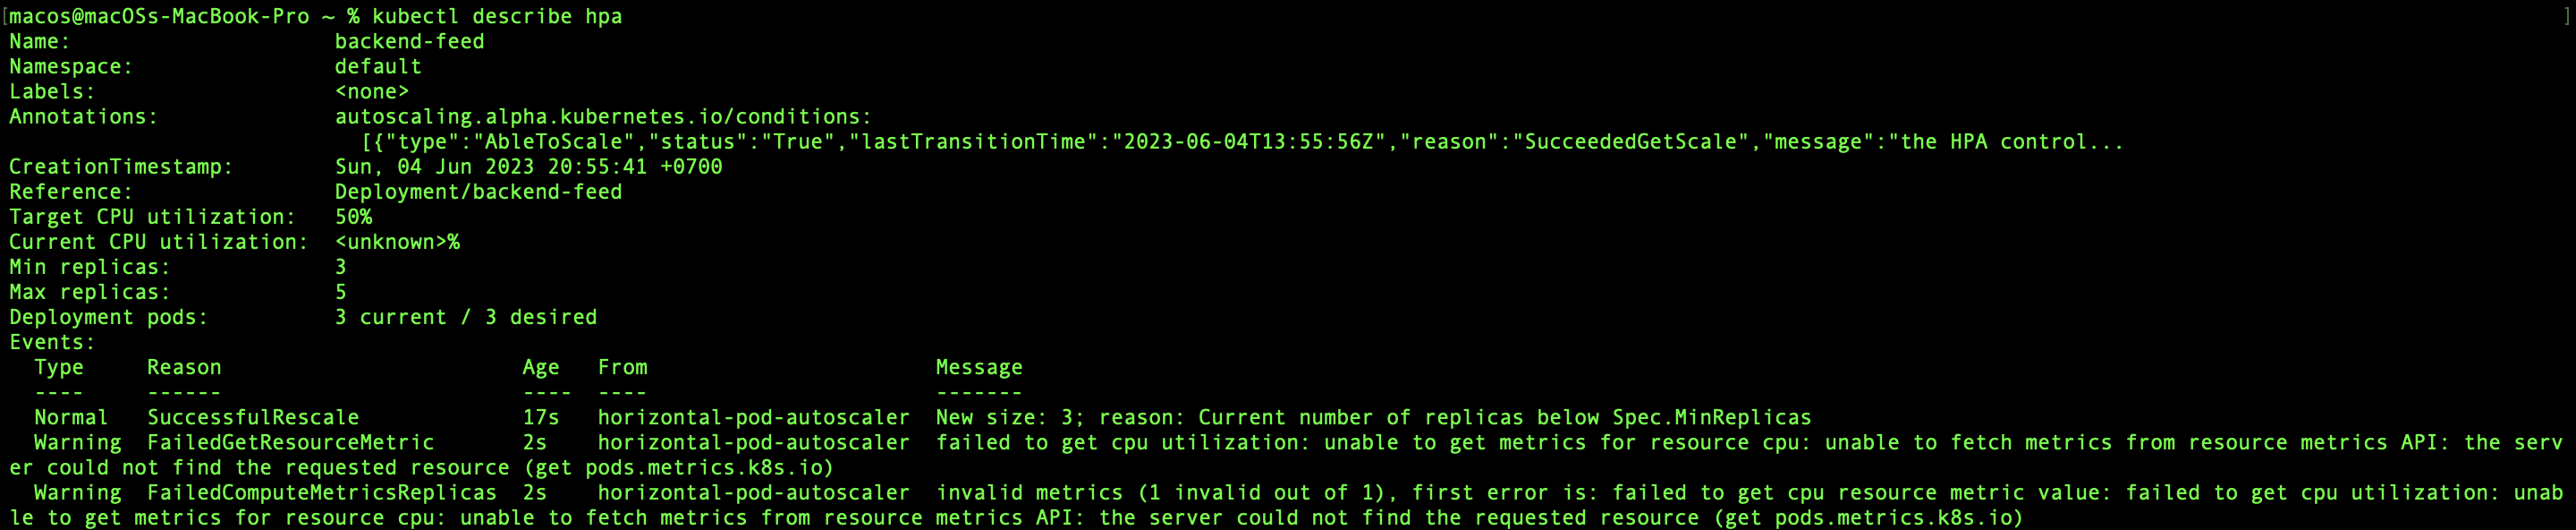 [macos@macOSs-MacBook-Pro ~ % kubectl describe hpa ]
Name:                     backend-feed
Namespace:                default
Labels:                   <none>
Annotations:              autoscaling.alpha.kubernetes.io/conditions:
                            [{"type":"AbleToScale","status":"True","lastTransitionTime":"2023-06-04T13:55:56Z","reason":"SucceededGetScale","message":"the HPA control...
CreationTimestamp:        Sun, 04 Jun 2023 20:55:41 +0700
Reference:                Deployment/backend-feed
Target CPU utilization:   50%
Current CPU utilization:  <unknown>%
Min replicas:             3
Max replicas:             5
Deployment pods:          3 current / 3 desired
Events:
  Type     Reason                        Age   From                       Message
  ----     ------                        ----  ----                       -------
  Normal   SuccessfulRescale             17s   horizontal-pod-autoscaler  New size: 3; reason: Current number of replicas below Spec.MinReplicas
  Warning  FailedGetResourceMetric       2s    horizontal-pod-autoscaler  failed to get cpu utilization: unable to get metrics for resource cpu: unable to fetch metrics from resource metrics API: the serv
er could not find the requested resource (get pods.metrics.k8s.io)
  Warning  FailedComputeMetricsReplicas  2s    horizontal-pod-autoscaler  invalid metrics (1 invalid out of 1), first error is: failed to get cpu resource metric value: failed to get cpu utilization: unab
le to get metrics for resource cpu: unable to fetch metrics from resource metrics API: the server could not find the requested resource (get pods.metrics.k8s.io)